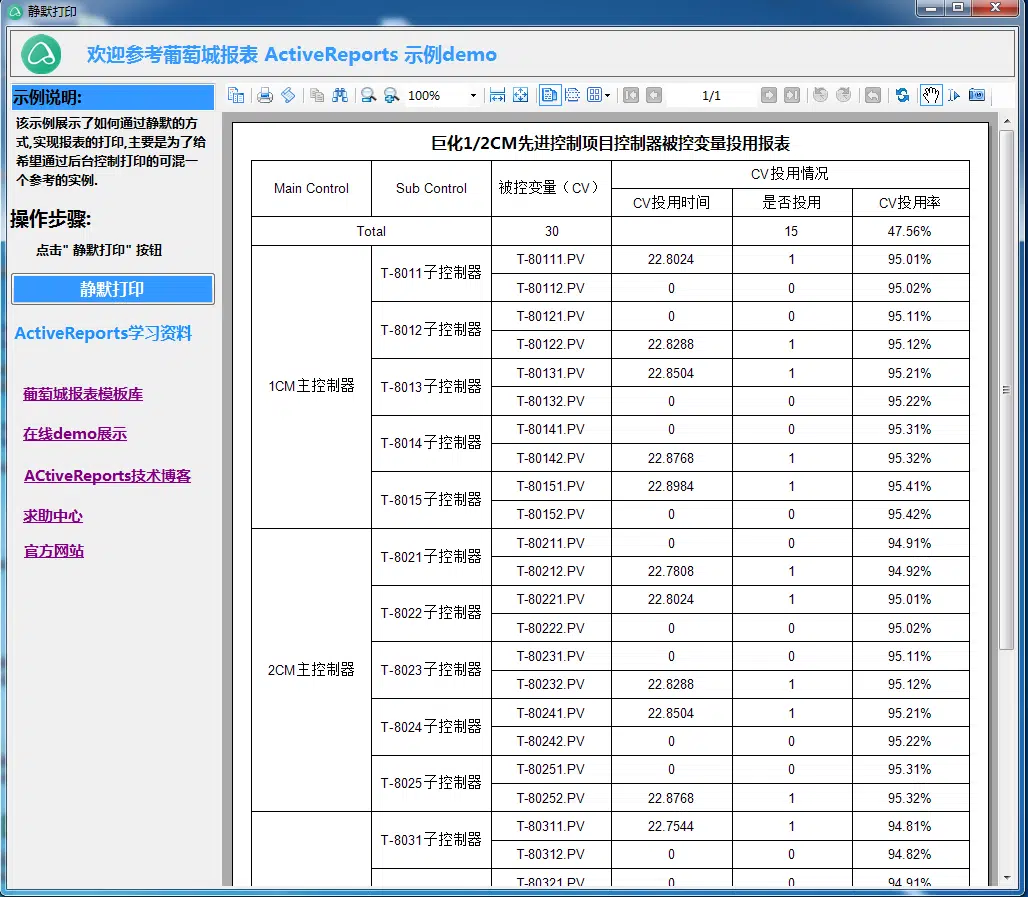 静默打印
欢迎参考葡萄城报表 ActiveReports 示例demo
示例说明:
该示例展示了如何通过静默的方
式,实现报表的打印,主要是为了给
希望通过后台控制打印的可混一
个参考的实例.
操作步骤:
点击" 静默打印" 按钮
静默打印
ActiveReports学习资料
葡萄城报表模板库
在线demo展示
ACtiveReports技术博客
求助中心
官方网站
100%
1/1
巨化1/2CM先进控制项目控制器被控变量投用报表
Main Control Sub Control 被控变量（CV） CV投用情况
CV投用时间 是否投用 CV投用率
Total 30 15 47.56%
1CM主控制器
T-8011子控制器 T-80111.PV 22.8024 1 95.01%
T-80112.PV 0 0 95.02%
T-8012子控制器 T-80121.PV 0 0 95.11%
T-80122.PV 22.8288 1 95.12%
T-8013子控制器 T-80131.PV 22.8504 1 95.21%
T-80132.PV 0 0 95.22%
T-8014子控制器 T-80141.PV 0 0 95.31%
T-80142.PV 22.8768 1 95.32%
T-8015子控制器 T-80151.PV 22.8984 1 95.41%
T-80152.PV 0 0 95.42%
2CM主控制器
T-8021子控制器 T-80211.PV 0 0 94.91%
T-80212.PV 22.7808 1 94.92%
T-8022子控制器 T-80221.PV 22.8024 1 95.01%
T-80222.PV 0 0 95.02%
T-8023子控制器 T-80231.PV 0 0 95.11%
T-80232.PV 22.8288 1 95.12%
T-8024子控制器 T-80241.PV 22.8504 1 95.21%
T-80242.PV 0 0 95.22%
T-8025子控制器 T-80251.PV 0 0 95.31%
T-80252.PV 22.8768 1 95.32%
T-8031子控制器 T-80311.PV 22.7544 1 94.81%
T-80312.PV 0 0 94.82%
T-80321.PV 0 0 94.91%